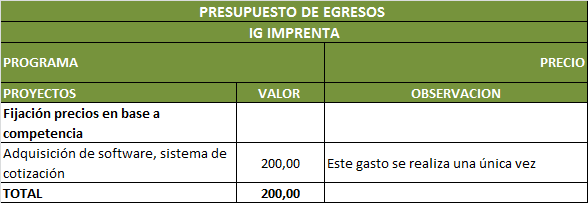 PRESUPUESTO DE EGRESOS
IG IMPRENTA
PROGRAMA PRECIO
PROYECTOS VALOR OBSERVACION
Fijación precios en base a
competencia
Adquisición de software, sistema de
cotización 200,00 Este gasto se realiza una única vez
TOTAL 200,00